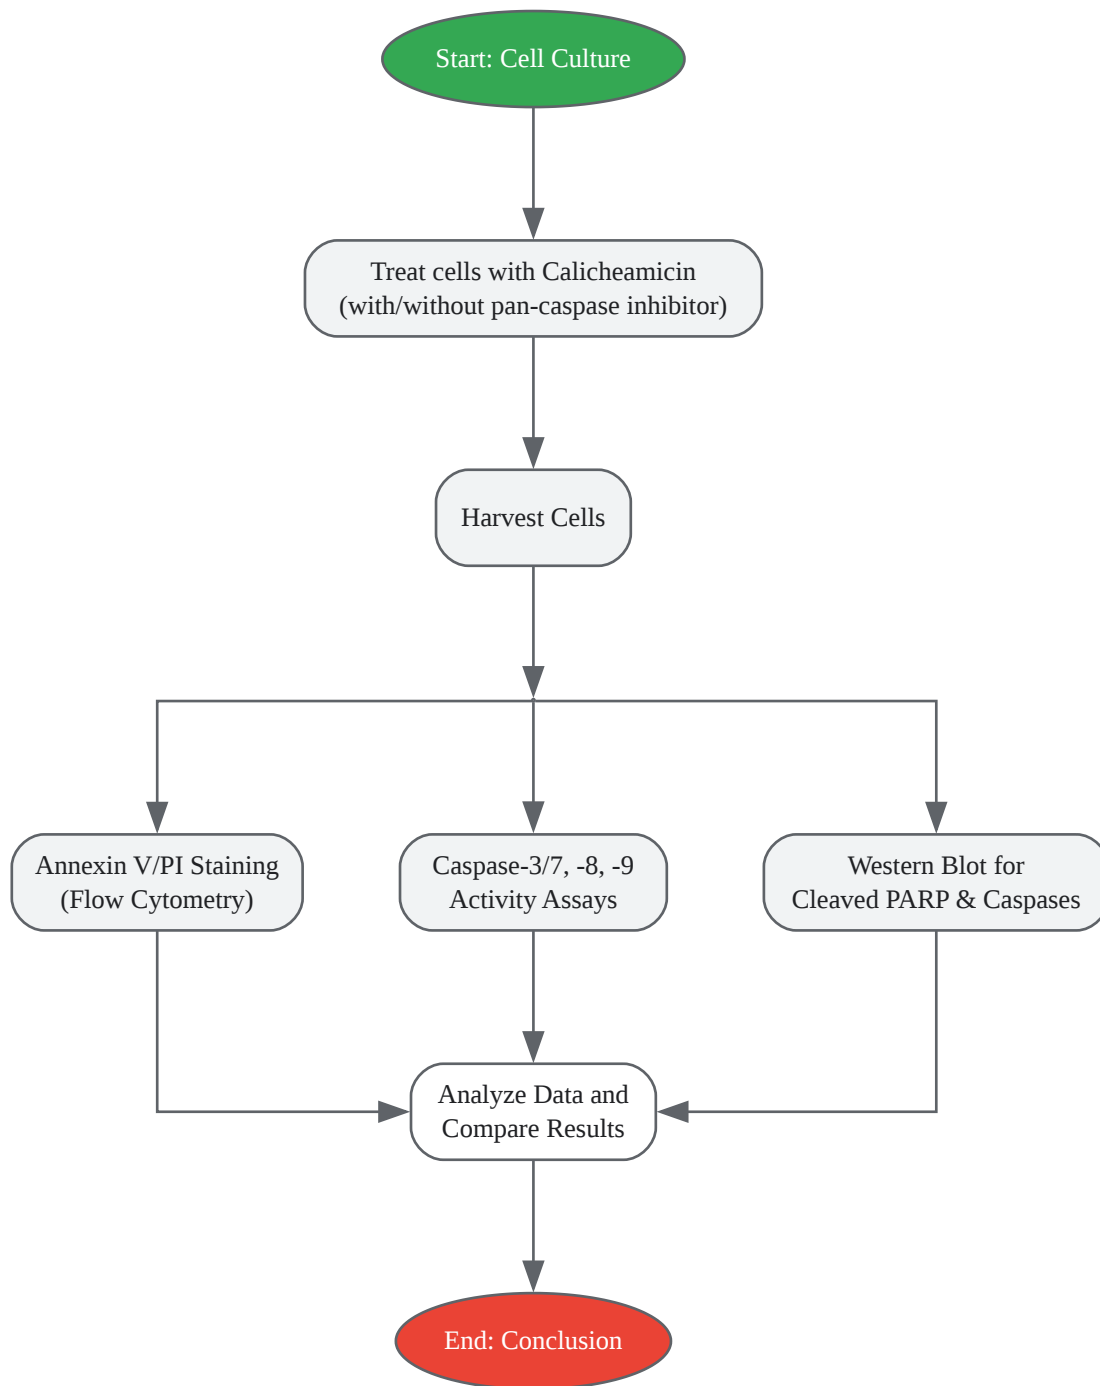 Start: Cell Culture
Treat cells with Calicheamicin
(with/without pan-caspase inhibitor)
Harvest Cells
Annexin V/PI Staining
(Flow Cytometry)
Caspase-3/7, -8, -9
Activity Assays
Western Blot for
Cleaved PARP & Caspases
Analyze Data and
Compare Results
End: Conclusion